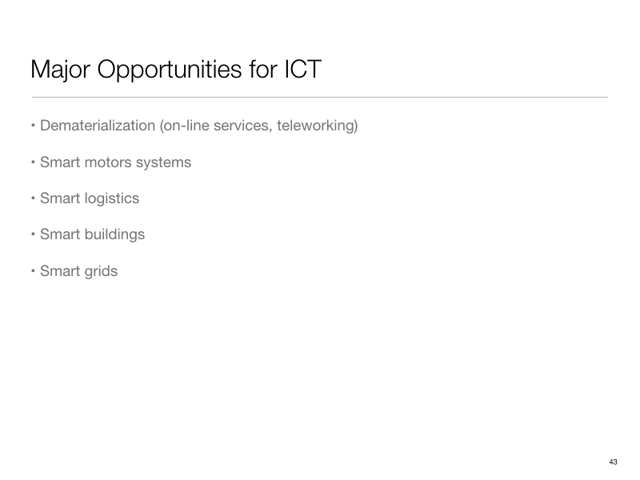 Major Opportunities for ICT
• Dematerialization (on-line services, teleworking)
• Smart motors systems
• Smart logistics
• Smart buildings
• Smart grids
43